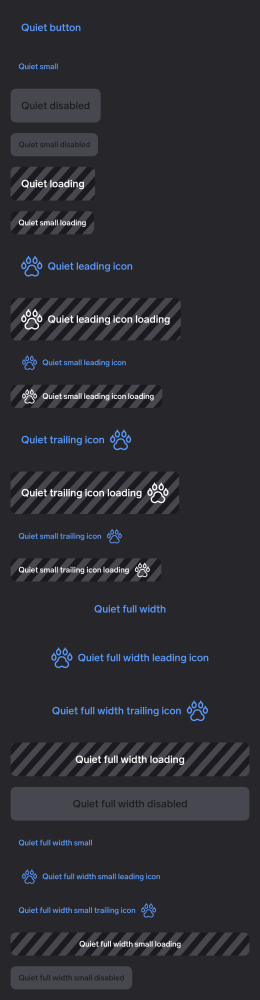 Quiet button
Quiet small
Quiet disabled
Quiet small disabled
Quiet loading
Quiet small loading
Quiet leading icon
Quiet leading icon loading
Quiet small leading icon
Quiet small leading icon loading
Quiet trailing icon
Quiet trailing icon loading
Quiet small trailing icon
Quiet small trailing icon loading
Quiet full width
Quiet full width leading icon
Quiet full width trailing icon
Quiet full width loading
Quiet full width disabled
Quiet full width small
Quiet full width small leading icon
Quiet full width small trailing icon
Quiet full width small loading
Quiet full width small disabled